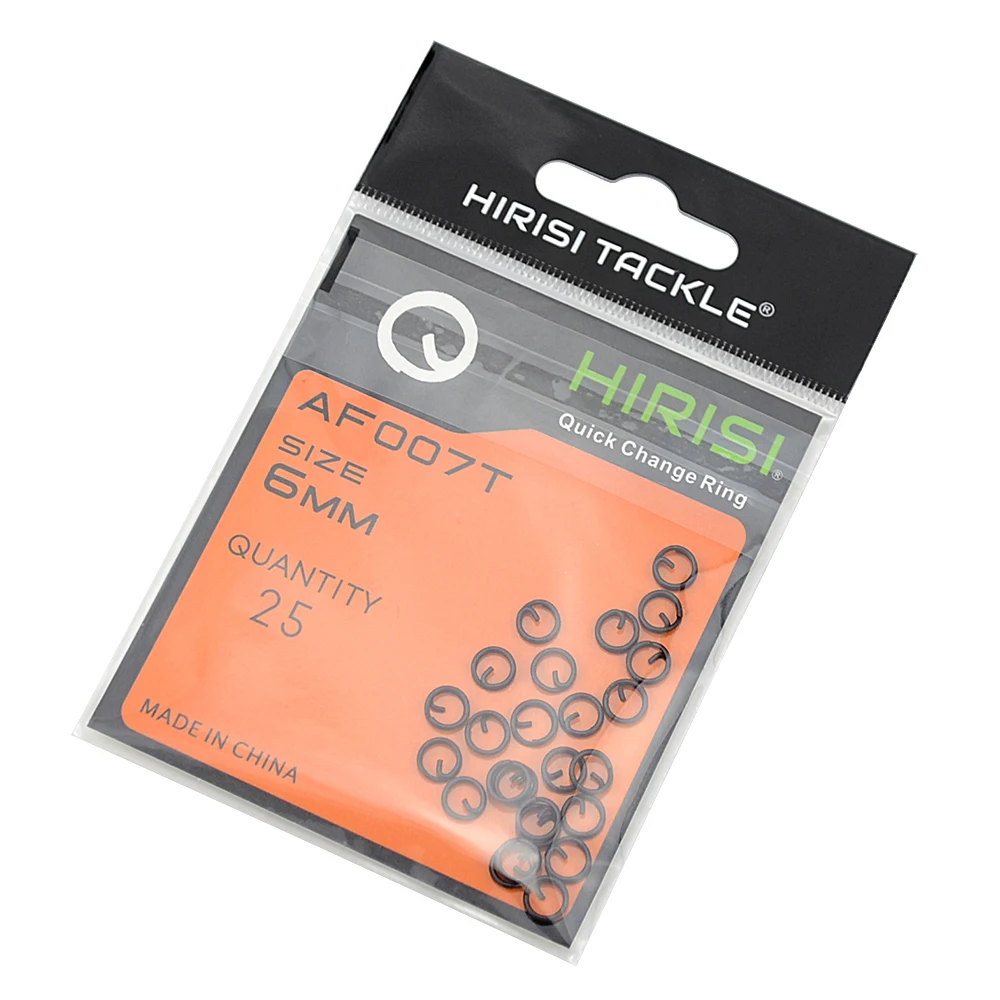 HIRISI TACKLE®
HIRISI®
Quick Change Ring
AF007T
SIZE
6MM
QUANTITY
25
MADE IN CHINA